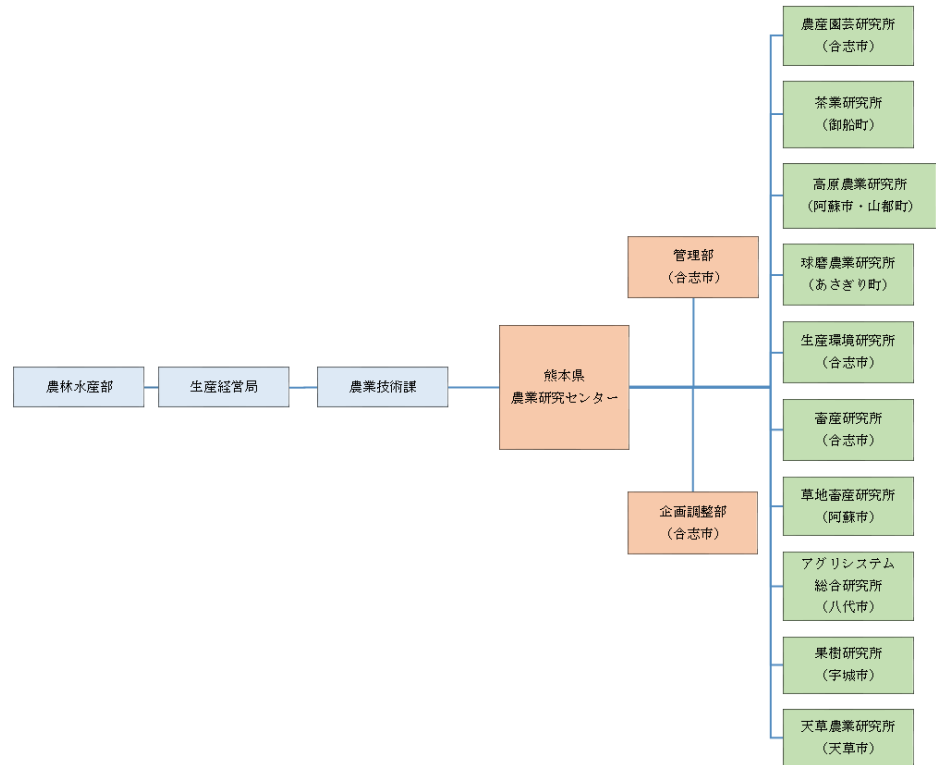 農林水産部
生産経営局
農業技術課
熊本県
農業研究センター
管理部
（合志市）
企画調整部
（合志市）
農産園芸研究所
（合志市）
茶業研究所
（御船町）
高原農業研究所
（阿蘇市・山都町）
球磨農業研究所
（あさぎり町）
生産環境研究所
（合志市）
畜産研究所
（合志市）
草地畜産研究所
（阿蘇市）
アグリシステム
総合研究所
（八代市）
果樹研究所
（宇城市）
天草農業研究所
（天草市）